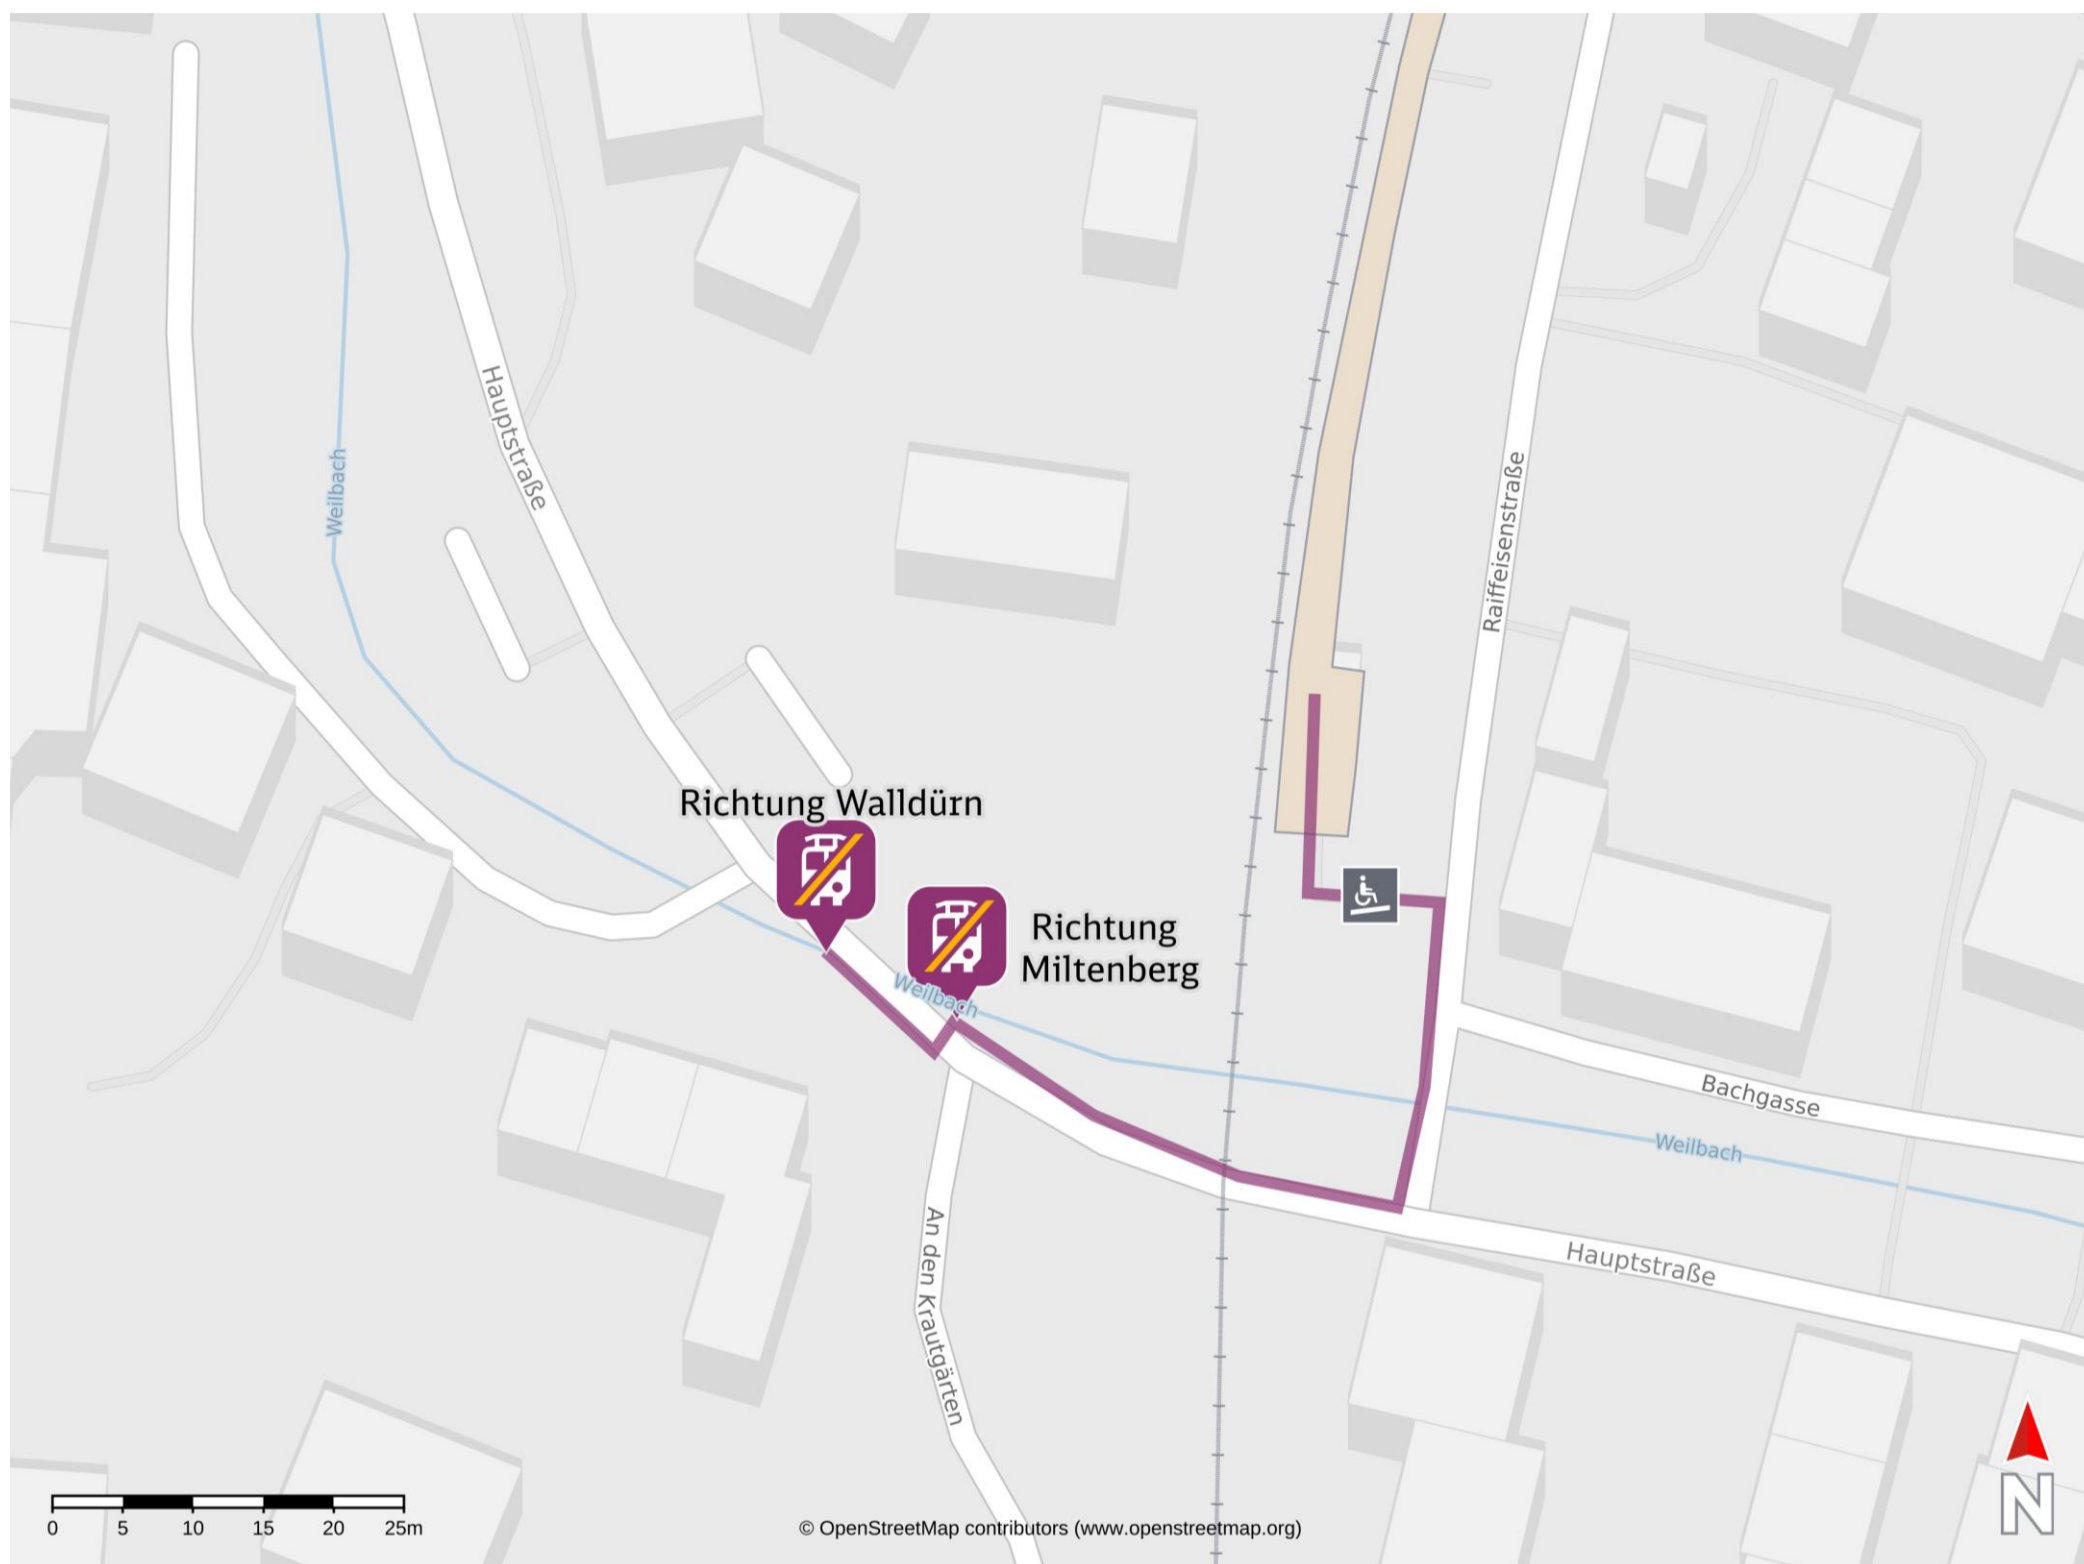 Hauptstraße
Weilbach
Raiffeisenstraße
Richtung Walldürn
Richtung
Miltenberg
Weilbach
Bachgasse
Weilbach
An den Krautgärten
Hauptstraße
0 5 10 15 20 25m
© OpenStreetMap contributors (www.openstreetmap.org)
N